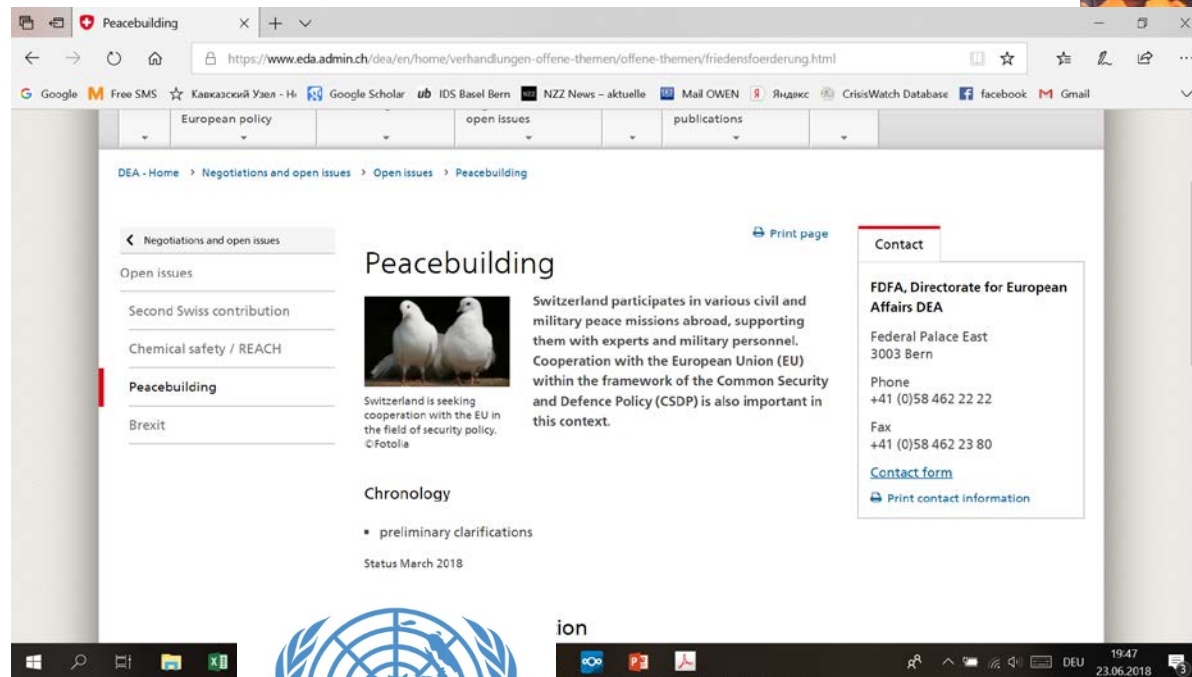 Peacebuilding
https://www.eda.admin.ch/dea/en/home/verhandlungen-offene-themen/offene-themen/friedensfoerderung.html
Google
Free SMS
Кавказский Узел - Н
Google Scholar
ub IDS Basel Bern
NZZ NZZ News – aktuelle
Mail OWEN
Я Яндекс
CrisisWatch Database
facebook
Gmail
European policy
open issues
publications
DEA - Home > Negotiations and open issues > Open issues > Peacebuilding
Negotiations and open issues
Open issues
Second Swiss contribution
Chemical safety / REACH
Peacebuilding
Brexit
Print page
Peacebuilding
Switzerland is seeking
cooperation with the EU in
the field of security policy.
©Fotolia
Switzerland participates in various civil and
military peace missions abroad, supporting
them with experts and military personnel.
Cooperation with the European Union (EU)
within the framework of the Common Security
and Defence Policy (CSDP) is also important in
this context.
Chronology
▪ preliminary clarifications
Status March 2018
ion
Contact
FDFA, Directorate for European
Affairs DEA
Federal Palace East
3003 Bern
Phone
+41 (0)58 462 22 22
Fax
+41 (0)58 462 23 80
Contact form
Print contact information
DEU
19:47
23.06.2018
3